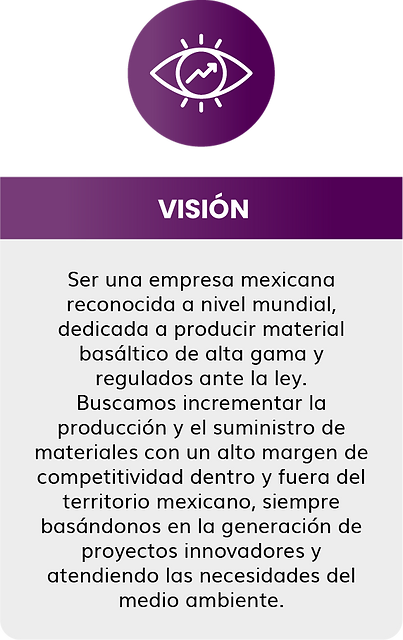 VISIÓN
Ser una empresa mexicana
reconocida a nivel mundial,
dedicada a producir material
basáltico de alta gama y
regulados ante la ley.
Buscamos incrementar la
producción y el suministro de
materiales con un alto margen de
competitividad dentro y fuera del
territorio mexicano, siempre
basándonos en la generación de
proyectos innovadores y
atendiendo las necesidades del
medio ambiente.